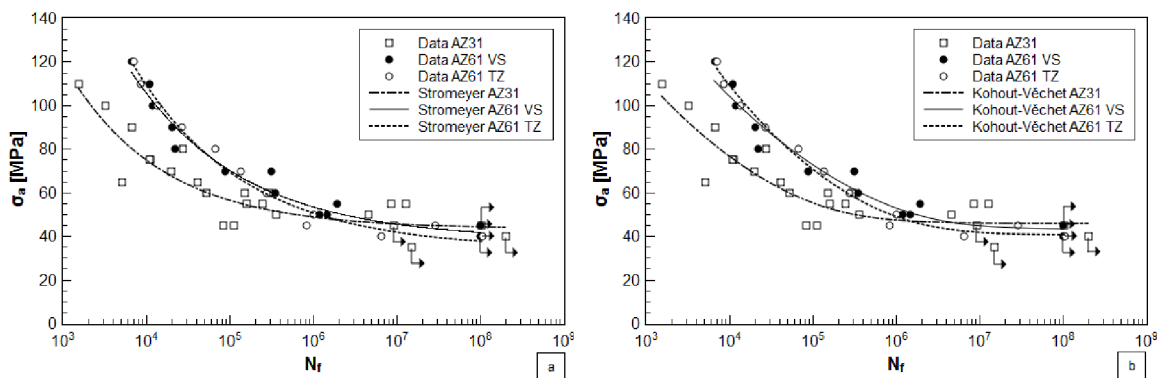 140
120
100
80
60
40
20
0
σa [MPa]
10³ 10⁴ 10⁵ 10⁶ 10⁷ 10⁸ 10⁹
Nf
Data AZ31
Data AZ61 VS
Data AZ61 TZ
Stromeyer AZ31
Stromeyer AZ61 VS
Stromeyer AZ61 TZ
a
140
120
100
80
60
40
20
0
σa [MPa]
10³ 10⁴ 10⁵ 10⁶ 10⁷ 10⁸ 10⁹
Nf
Data AZ31
Data AZ61 VS
Data AZ61 TZ
Kohout-Věchet AZ31
Kohout-Věchet AZ61 VS
Kohout-Věchet AZ61 TZ
b